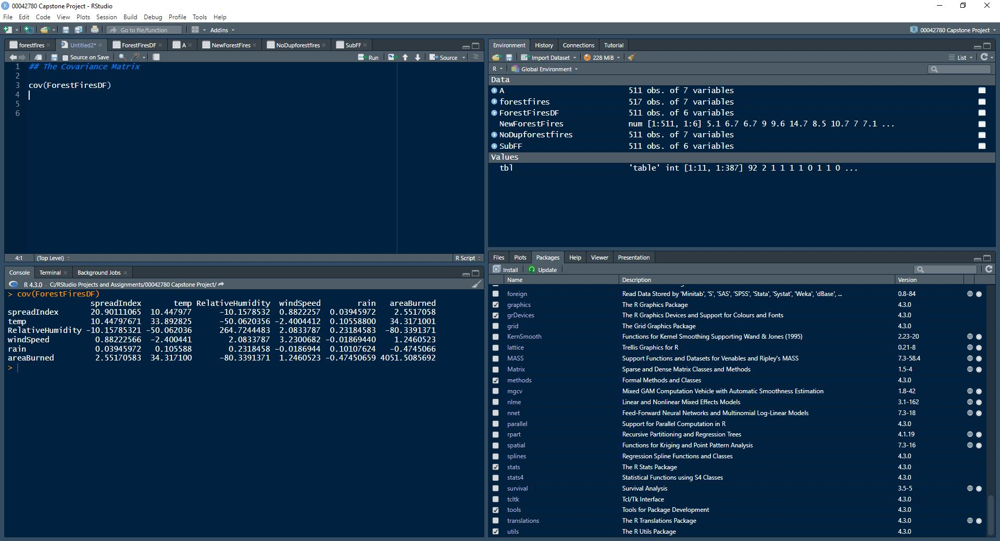 00042780 Capstone Project - RStudio
File Edit Code View Plots Session Build Debug Profile Tools Help
Go to file/function Addins 00042780 Capstone Project
forestfires Untitled2* ForestFiresDF A NewForestFires NoDupforestfires SubFF
Source on Save Run Source
1 ## The Covariance Matrix
2
3 cov(ForestFiresDF)
4
5
6
4:1 (Top Level) R Script
Console Terminal Background Jobs
R 4.3.0 · C:/RStudio Projects and Assignments/00042780 Capstone Project/
> cov(ForestFiresDF)
spreadIndex temp RelativeHumidity windSpeed rain areaBurned
spreadIndex 20.90111065 10.447977 -10.1578532 0.8822257 0.03945972 2.5517058
temp 10.44797671 33.892825 -50.0620356 -2.4004412 0.10558800 34.3171001
RelativeHumidity -10.15785321 -50.062036 264.7244483 2.0833787 0.23184583 -80.3391371
windSpeed 0.88222566 -2.400441 2.0833787 3.2300682 -0.01869440 1.2460523
rain 0.03945972 0.105588 0.2318458 -0.0186944 0.10107624 -0.4745066
areaBurned 2.55170583 34.317100 -80.3391371 1.2460523 -0.47450659 4051.5085692
>
Environment History Connections Tutorial
Import Dataset 228 MiB List
R Global Environment
Data
A 511 obs. of 7 variables
forestfires 517 obs. of 7 variables
ForestFiresDF 511 obs. of 6 variables
NewForestFires num [1:511, 1:6] 5.1 6.7 6.7 9 9.6 14.7 8.5 10.7 7 7.1 ...
NoDupforestfires 511 obs. of 7 variables
SubFF 511 obs. of 6 variables
Values
tbl 'table' int [1:11, 1:387] 92 2 1 1 1 1 0 1 1 0 ...
Files Plots Packages Help Viewer Presentation
Install Update
Name Description Version
foreign Read Data Stored by 'Minitab', 'S', 'SAS', 'SPSS', 'Stata', 'Systat', 'Weka', 'dBase', ... 0.8-84
graphics The R Graphics Package 4.3.0
grDevices The R Graphics Devices and Support for Colours and Fonts 4.3.0
grid The Grid Graphics Package 4.3.0
KernSmooth Functions for Kernel Smoothing Supporting Wand & Jones (1995) 2.23-20
lattice Trellis Graphics for R 0.21-8
MASS Support Functions and Datasets for Venables and Ripley's MASS 7.3-58.4
Matrix Sparse and Dense Matrix Classes and Methods 1.5-4
methods Formal Methods and Classes 4.3.0
mgcv Mixed GAM Computation Vehicle with Automatic Smoothness Estimation 1.8-42
nlme Linear and Nonlinear Mixed Effects Models 3.1-162
nnet Feed-Forward Neural Networks and Multinomial Log-Linear Models 7.3-18
parallel Support for Parallel Computation in R 4.3.0
rpart Recursive Partitioning and Regression Trees 4.1.19
spatial Functions for Kriging and Point Pattern Analysis 7.3-16
splines Regression Spline Functions and Classes 4.3.0
stats The R Stats Package 4.3.0
stats4 Statistical Functions using S4 Classes 4.3.0
survival Survival Analysis 3.5-5
tcltk Tcl/Tk Interface 4.3.0
tools Tools for Package Development 4.3.0
translations The R Translations Package 4.3.0
utils The R Utils Package 4.3.0